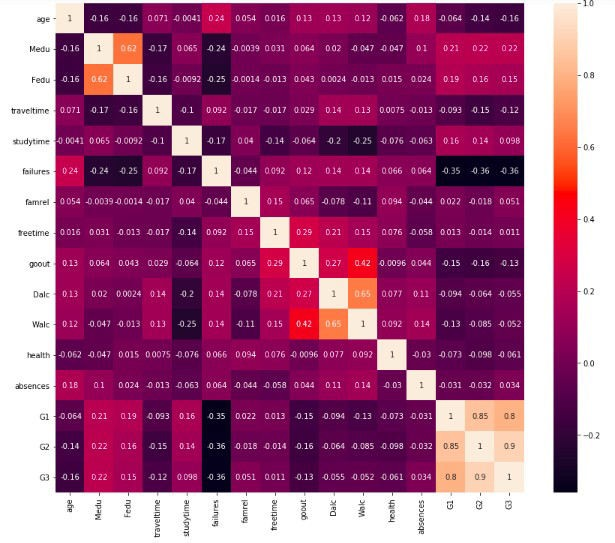 age 1 -0.16 -0.16 0.071 -0.0041 0.24 0.054 0.016 0.13 0.13 0.12 -0.062 0.18 -0.064 -0.14 -0.16
Medu -0.16 1 0.62 -0.17 0.065 -0.24 -0.0039 0.031 0.064 0.02 -0.047 -0.047 0.1 0.21 0.22 0.22
Fedu -0.16 0.62 1 -0.16 -0.0092 -0.25 -0.0014 -0.013 0.043 0.0024 -0.013 0.015 0.024 0.19 0.16 0.15
traveltime 0.071 -0.17 -0.16 1 -0.1 0.092 -0.017 -0.017 0.029 0.14 0.13 0.0075 -0.013 -0.093 -0.15 -0.12
studytime -0.0041 0.065 -0.0092 -0.1 1 -0.17 0.04 -0.14 -0.064 -0.2 -0.25 -0.076 -0.063 0.16 0.14 0.098
failures 0.24 -0.24 -0.25 0.092 -0.17 1 -0.044 0.092 0.12 0.14 0.14 0.066 0.064 -0.35 -0.36 -0.36
famrel 0.054 -0.0039 -0.0014 -0.017 0.04 -0.044 1 0.15 0.065 -0.078 -0.11 0.094 -0.044 0.022 -0.018 0.051
freetime 0.016 0.031 -0.013 -0.017 -0.14 0.092 0.15 1 0.29 0.21 0.15 0.076 -0.058 0.013 -0.014 0.011
goout 0.13 0.064 0.043 0.029 -0.064 0.12 0.065 0.29 1 0.27 0.42 -0.0096 0.044 -0.15 -0.16 -0.13
Dalc 0.13 0.02 0.0024 0.14 -0.2 0.14 -0.078 0.21 0.27 1 0.65 0.077 0.11 -0.094 -0.064 -0.055
Walc 0.12 -0.047 -0.013 0.13 -0.25 0.14 -0.11 0.15 0.42 0.65 1 0.092 0.14 -0.13 -0.085 -0.052
health -0.062 -0.047 0.015 0.0075 -0.076 0.066 0.094 0.076 -0.0096 0.077 0.092 1 -0.03 -0.073 -0.098 -0.061
absences 0.18 0.1 0.024 -0.013 -0.063 0.064 -0.044 -0.058 0.044 0.11 0.14 -0.03 1 -0.031 -0.032 0.034
G1 -0.064 0.21 0.19 -0.093 0.16 -0.35 0.022 0.013 -0.15 -0.094 -0.13 -0.073 -0.031 1 0.85 0.8
G2 -0.14 0.22 0.16 -0.15 0.14 -0.36 -0.018 -0.014 -0.16 -0.064 -0.085 -0.098 -0.032 0.85 1 0.9
G3 -0.16 0.22 0.15 -0.12 0.098 -0.36 0.051 0.011 -0.13 -0.055 -0.052 -0.061 0.034 0.8 0.9 1
age Medu Fedu traveltime studytime failures famrel freetime goout Dalc Walc health absences G1 G2 G3
1.0
0.8
0.6
0.4
0.2
0.0
−0.2